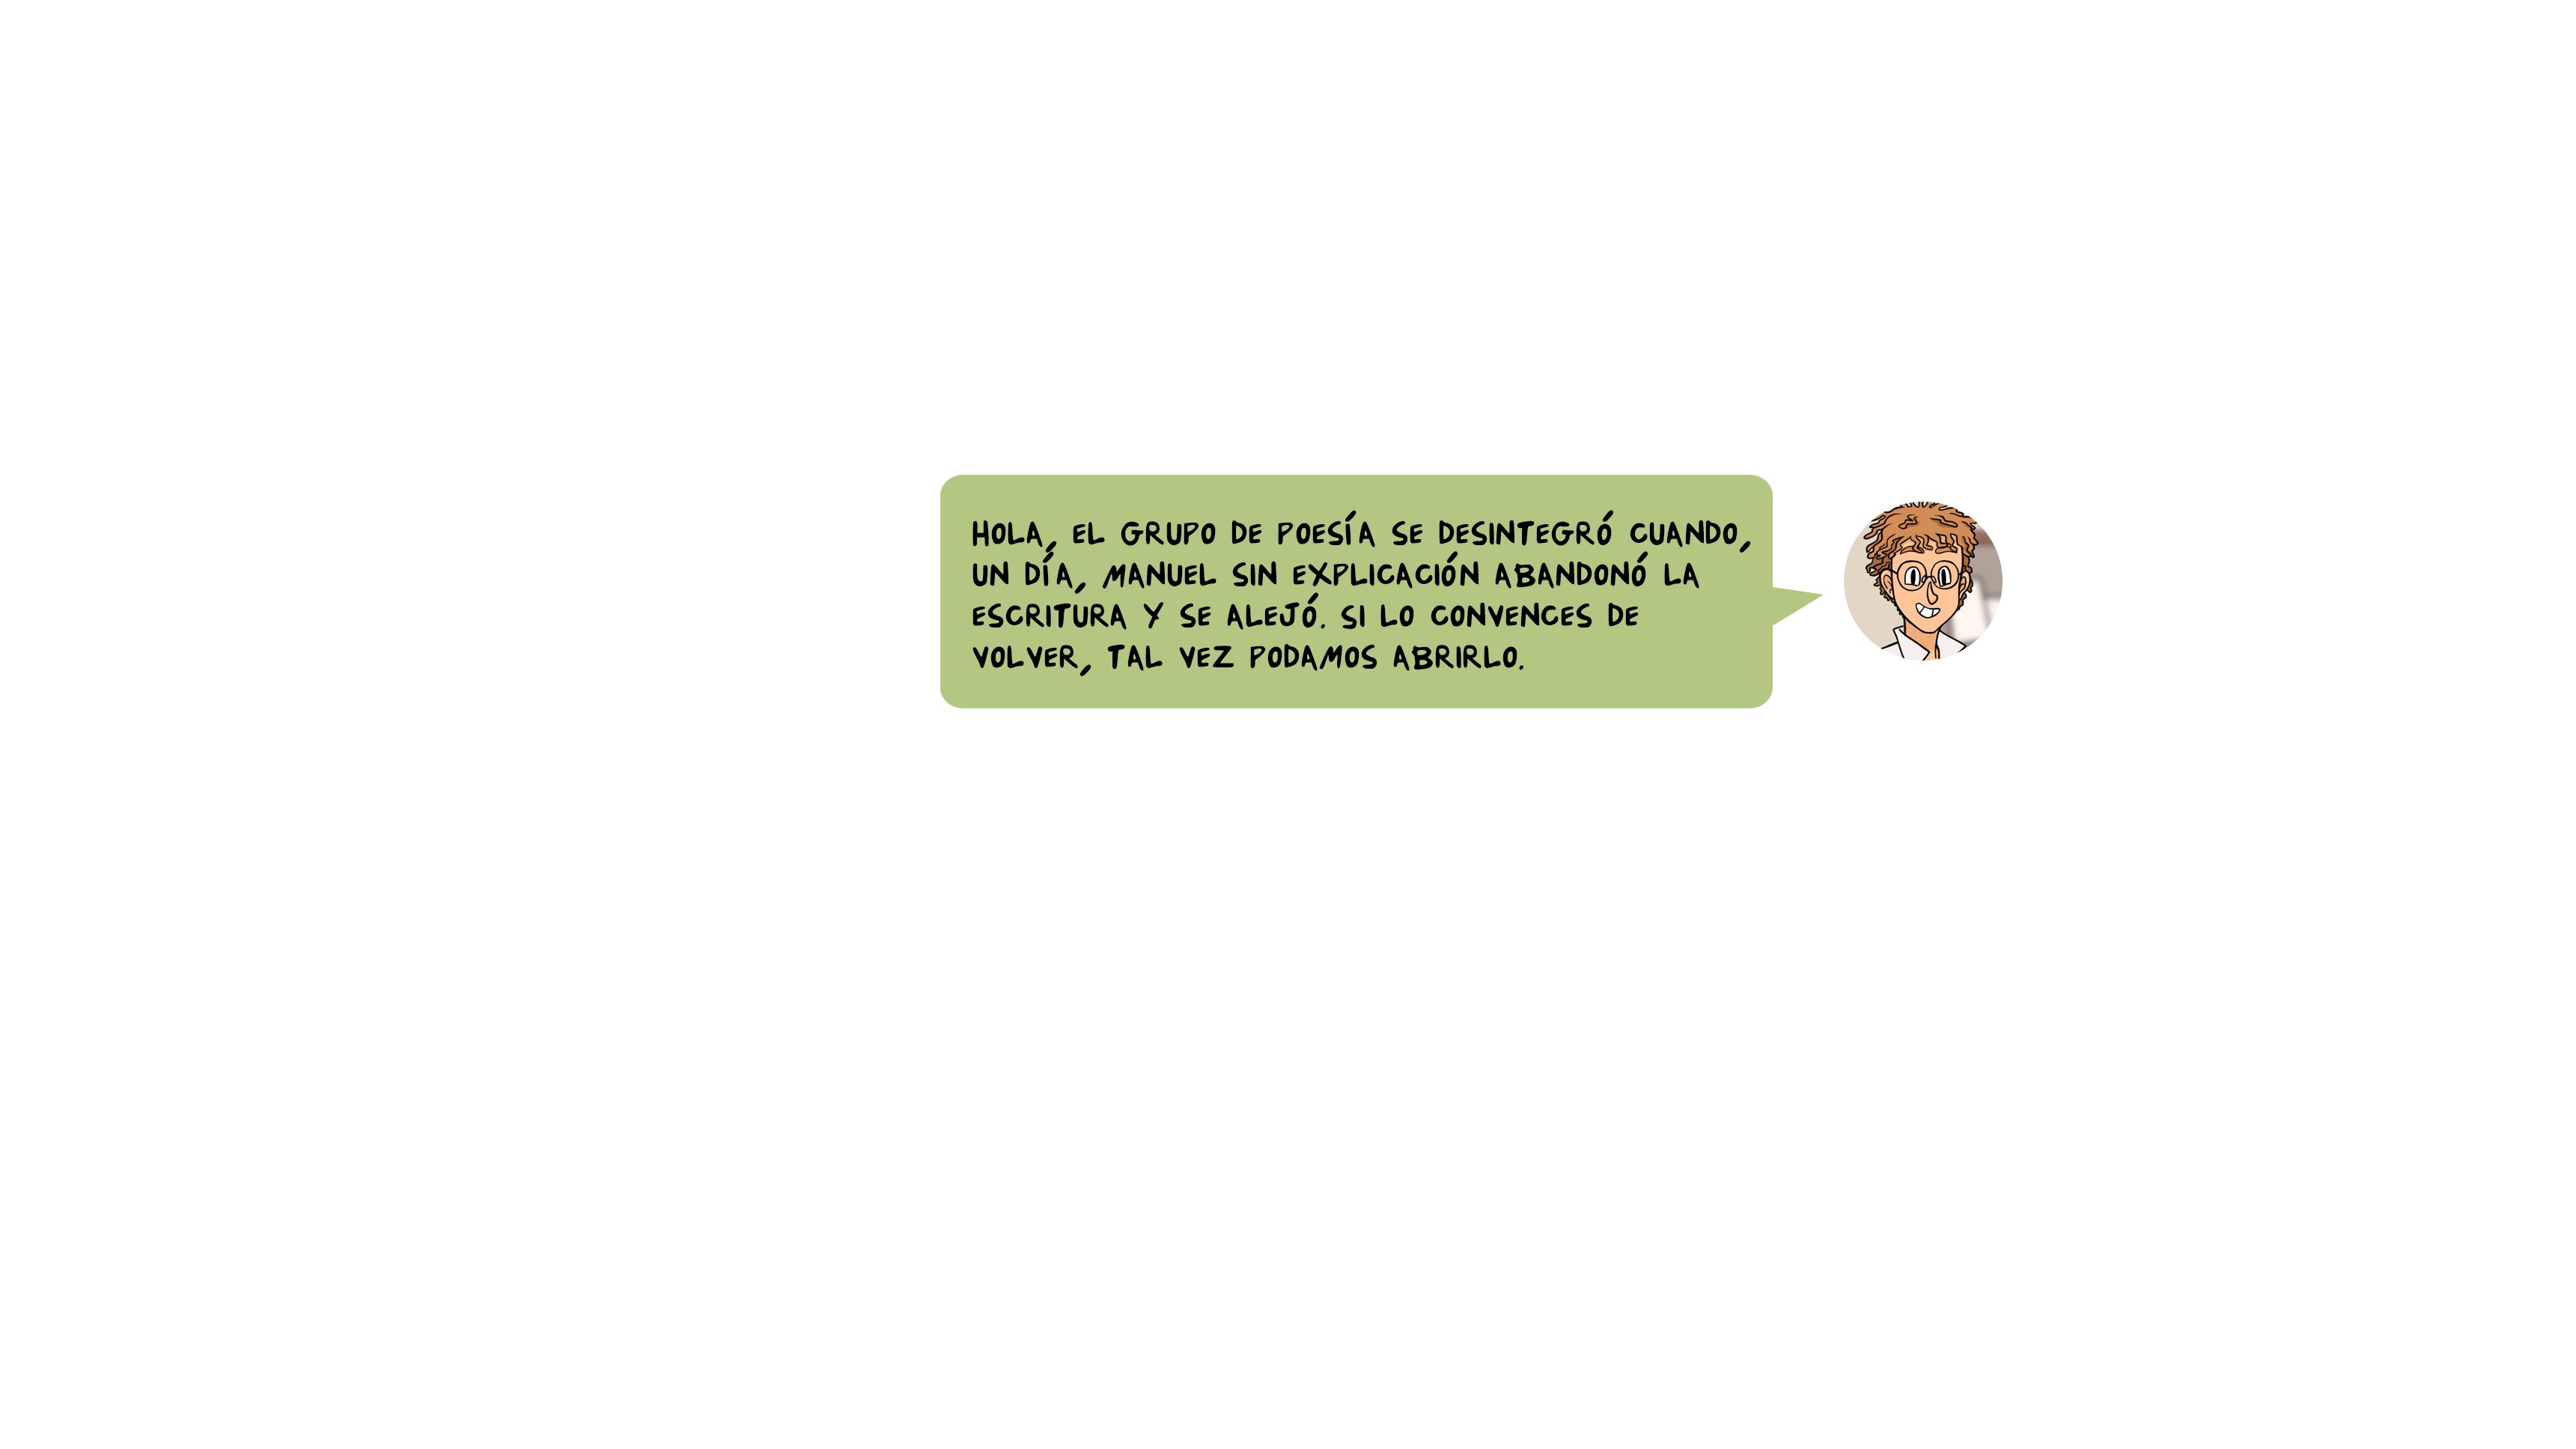 HOLA, EL GRUPO DE POESÍA SE DESINTEGRÓ CUANDO,
UN DÍA, MANUEL SIN EXPLICACIÓN ABANDONÓ LA
ESCRITURA Y SE ALEJÓ. SI LO CONVENCES DE
VOLVER, TAL VEZ PODAMOS ABRIRLO.